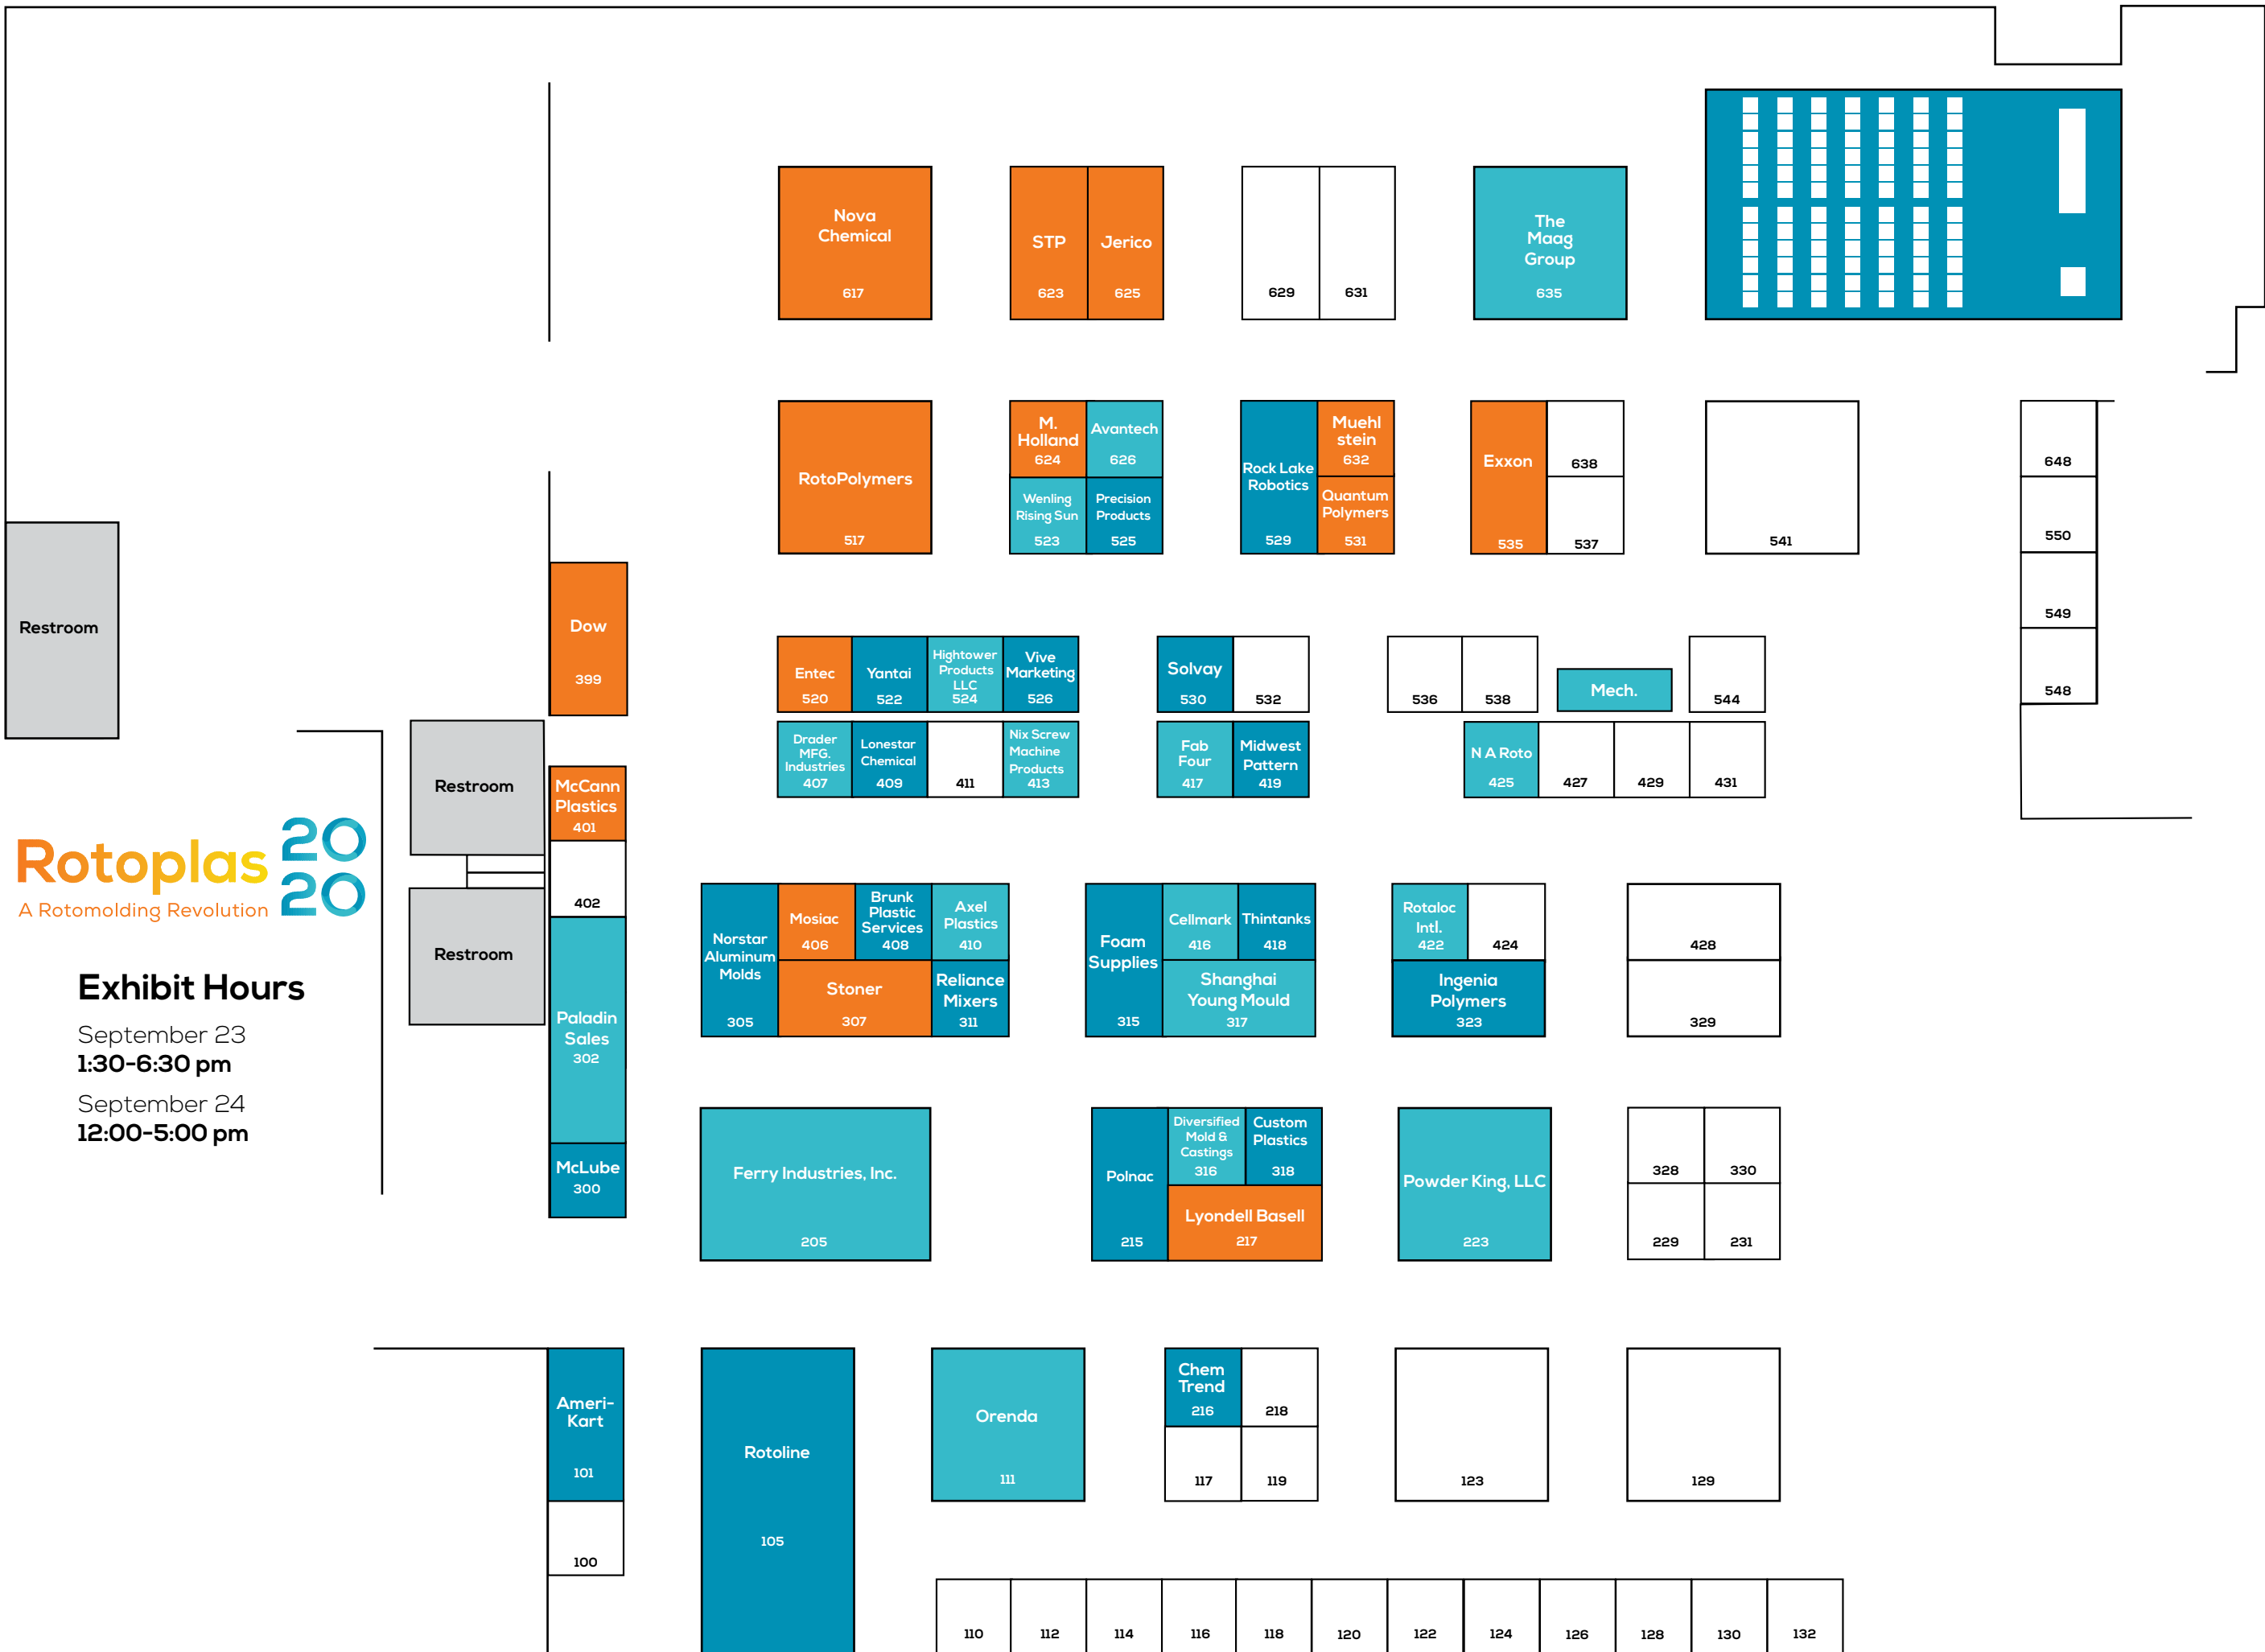 Nova
Chemical
617
STP
623
Jerico
625
629
631
The
Maag
Group
635
RotoPolymers
517
M.
Holland
624
Avantech
626
Wenling
Rising Sun
523
Precision
Products
525
Rock Lake
Robotics
529
Muehl
stein
632
Quantum
Polymers
531
Exxon
535
638
537
541
648
550
549
548
Restroom
Dow
399
Entec
520
Yantai
522
Hightower
Products
LLC
524
Vive
Marketing
526
Solvay
530
532
536
538
Mech.
544
Drader
MFG.
Industries
407
Lonestar
Chemical
409
411
Nix Screw
Machine
Products
413
Fab
Four
417
Midwest
Pattern
419
N A Roto
425
427
429
431
Restroom
McCann
Plastics
401
402
Restroom
Rotoplas
20
20
A Rotomolding Revolution
Exhibit Hours
September 23
1:30-6:30 pm
September 24
12:00-5:00 pm
Paladin
Sales
302
McLube
300
Norstar
Aluminum
Molds
305
Mosiac
406
Brunk
Plastic
Services
408
Axel
Plastics
410
Stoner
307
Reliance
Mixers
311
Foam
Supplies
315
Cellmark
416
Thintanks
418
Shanghai
Young Mould
317
Rotaloc
Intl.
422
424
Ingenia
Polymers
323
428
329
Ferry Industries, Inc.
205
Polnac
215
Diversified
Mold &
Castings
316
Custom
Plastics
318
Lyondell Basell
217
Powder King, LLC
223
328
330
229
231
Ameri-
Kart
101
100
Rotoline
105
Orenda
111
Chem
Trend
216
218
117
119
123
129
110
112
114
116
118
120
122
124
126
128
130
132